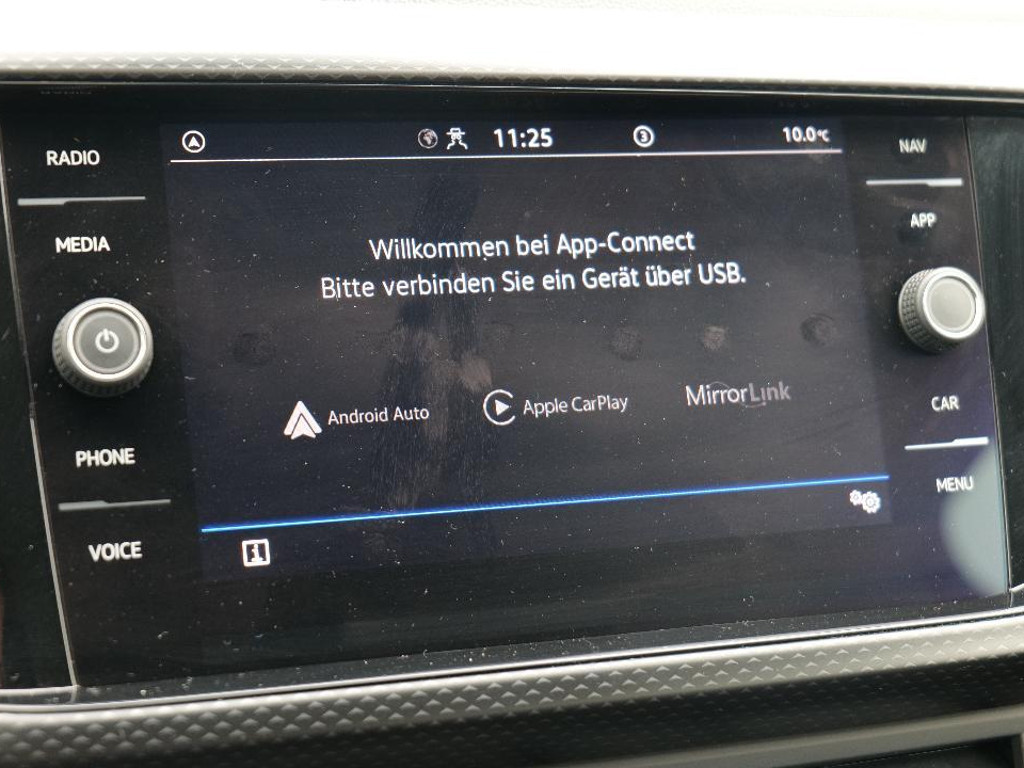 RADIO
MEDIA
PHONE
VOICE
11:25
3
10.0°C
Willkommen bei App-Connect
Bitte verbinden Sie ein Gerät über USB.
Android Auto
Apple CarPlay
MirrorLink
i
NAV
APP
CAR
MENU